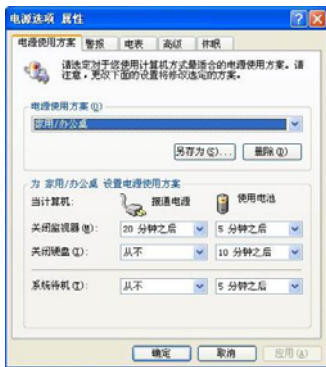 电源选项 属性
电源使用方案 警报 电表 高级 休眠
请选定对于您使用计算机方式最适合的电源使用方案。请
注意，更改下面的设置将修改选定的方案。
电源使用方案(O)
家用/办公桌
另存为(S)... 删除(D)
为 家用/办公桌 设置电源使用方案
当计算机: 接通电源 使用电池
关闭监视器(M): 20 分钟之后 5 分钟之后
关闭硬盘(I): 从不 10 分钟之后
系统待机(T): 从不 5 分钟之后
确定 取消 应用(A)